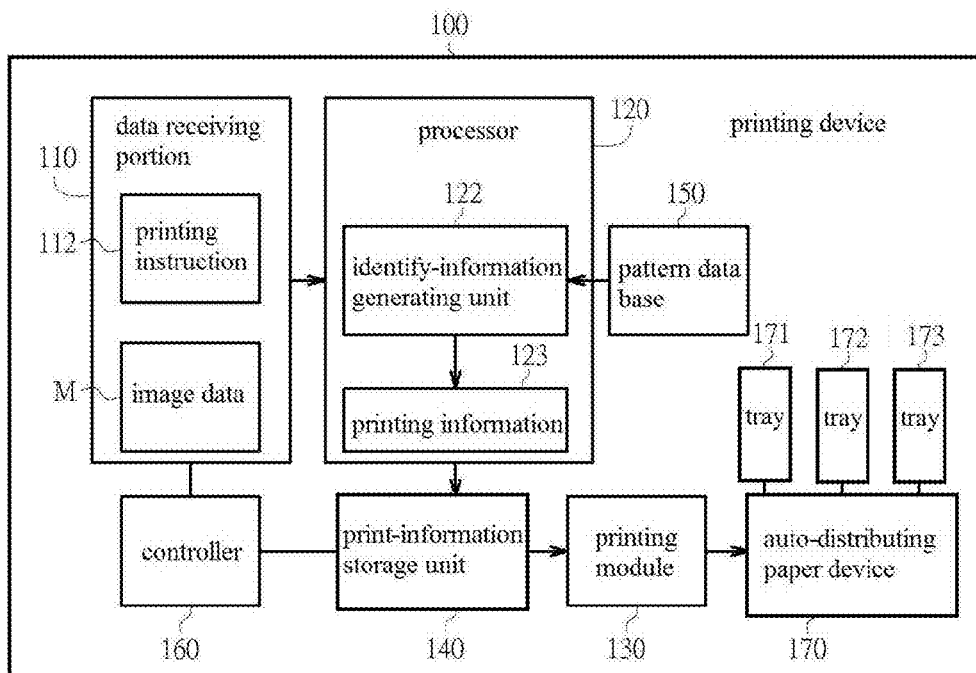 100
data receiving
portion
processor
120
printing device
110
112
printing
instruction
122
150
identify-information
generating unit
pattern data
base
171
172
173
M
image data
123
printing information
tray
tray
tray
controller
print-information
storage unit
printing
module
auto-distributing
paper device
160
140
130
170